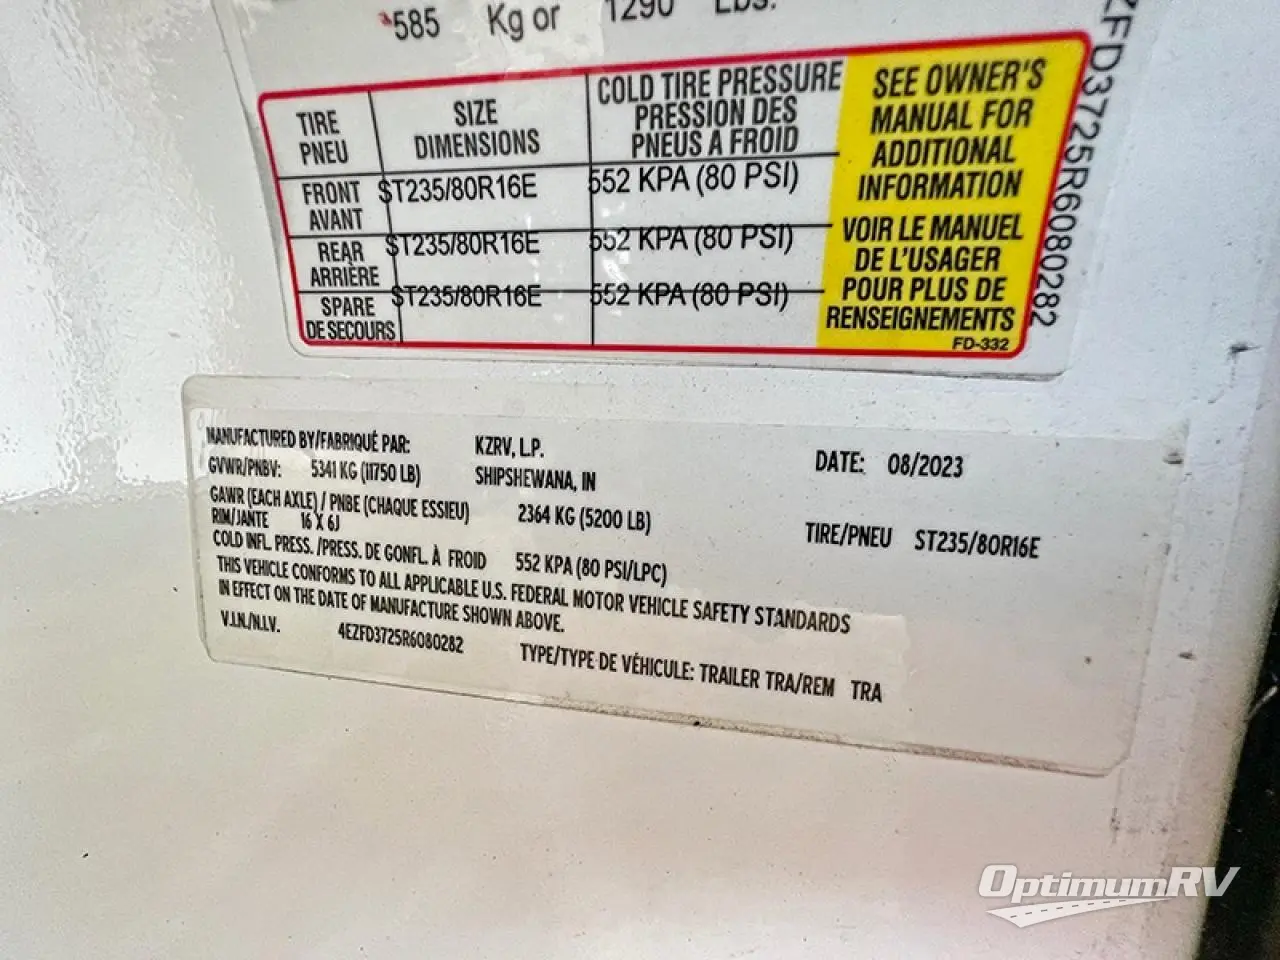 585 Kg or 1290 Lbs.
TIRE
PNEU
SIZE
DIMENSIONS
COLD TIRE PRESSURE
PRESSION DES
PNEUS A FROID
FRONT
AVANT
ST235/80R16E
552 KPA (80 PSI)
REAR
ARRIÈRE
ST235/80R16E
552 KPA (80 PSI)
SPARE
DE SECOURS
ST235/80R16E
552 KPA (80 PSI)
SEE OWNER'S
MANUAL FOR
ADDITIONAL
INFORMATION
VOIR LE MANUEL
DE L'USAGER
POUR PLUS DE
RENSEIGNEMENTS
FD-332
ZFD3725R6080282
MANUFACTURED BY/FABRIQUÉ PAR: KZRV, L.P.
SHIPSHEWANA, IN
DATE: 08/2023
GVWR/PNBV: 5341 KG (11750 LB)
GAWR (EACH AXLE) / PNBE (CHAQUE ESSIEU) 2364 KG (5200 LB)
RIM/JANTE 16 X 6J
TIRE/PNEU ST235/80R16E
COLD INFL. PRESS. /PRESS. DE GONFL. À FROID 552 KPA (80 PSI/LPC)
THIS VEHICLE CONFORMS TO ALL APPLICABLE U.S. FEDERAL MOTOR VEHICLE SAFETY STANDARDS
IN EFFECT ON THE DATE OF MANUFACTURE SHOWN ABOVE.
V.I.N./N.I.V. 4EZFD3725R6080282
TYPE/TYPE DE VÉHICULE: TRAILER TRA/REM TRA
OptimumRV